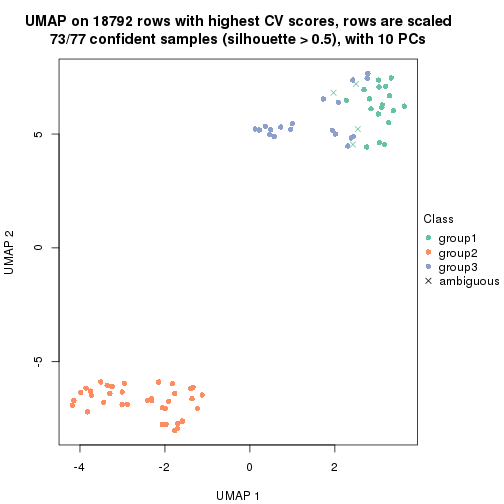 UMAP on 18792 rows with highest CV scores, rows are scaled
73/77 confident samples (silhouette > 0.5), with 10 PCs
5
0
-5
UMAP 2
-4
-2
0
2
UMAP 1
Class
group1
group2
group3
ambiguous